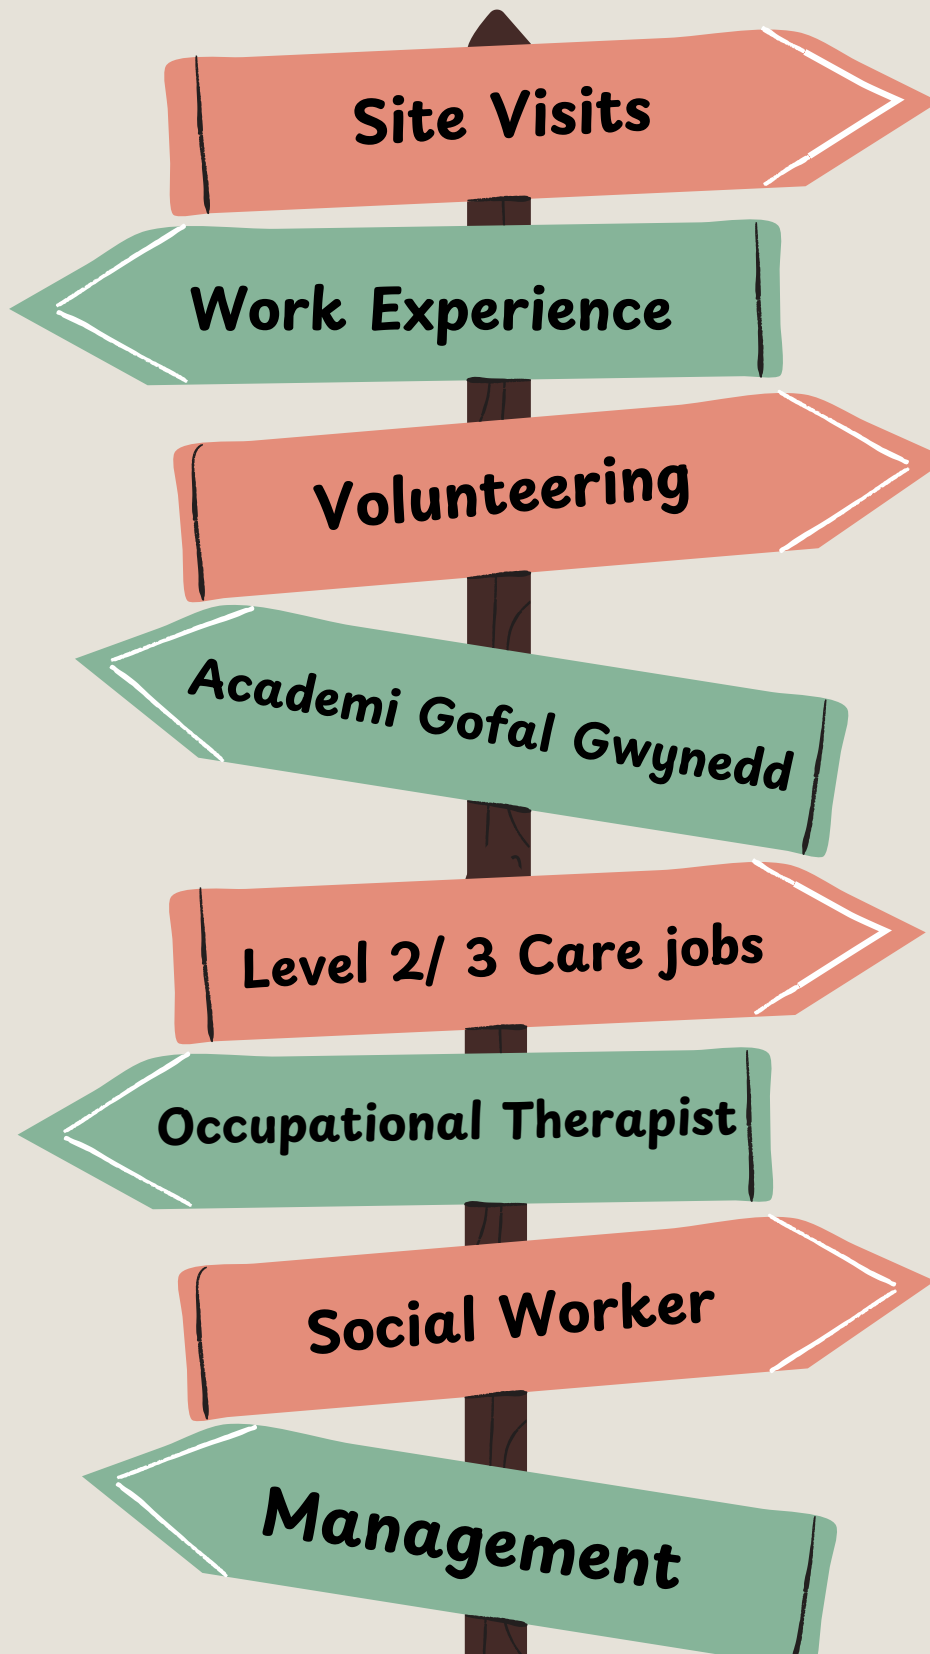 Site Visits
Work Experience
Volunteering
Academi Gofal Gwynedd
Level 2/ 3 Care jobs
Occupational Therapist
Social Worker
Management